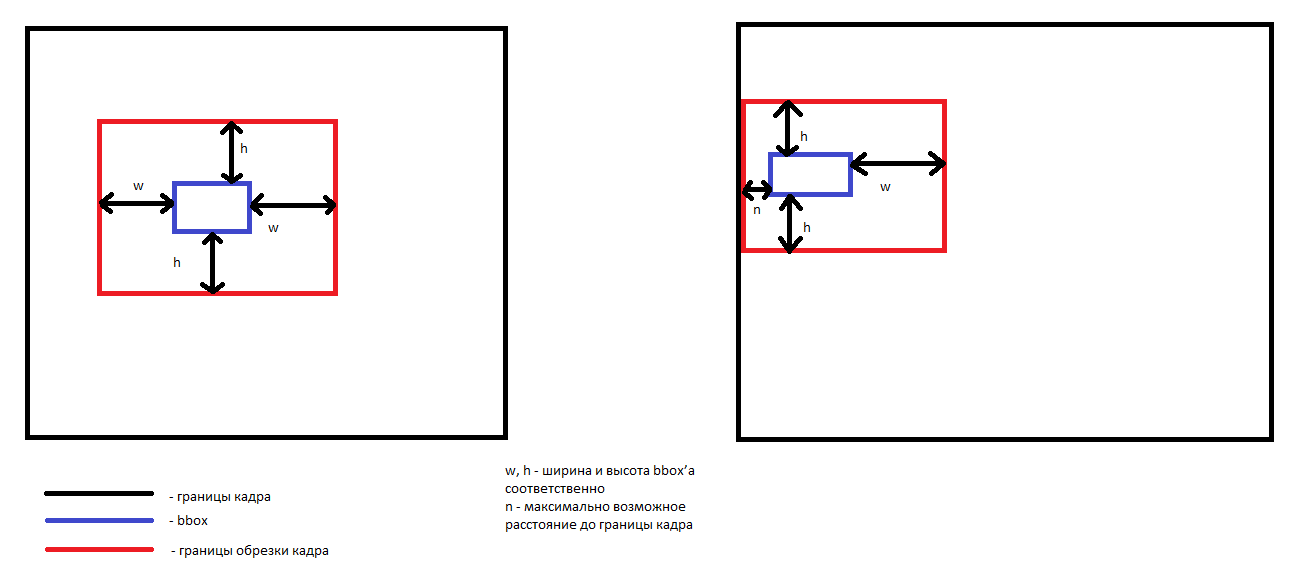 h
w
w
h
h
w
n
h
w, h - ширина и высота bbox’а
соответственно
n - максимально возможное
расстояние до границы кадра
- границы кадра
- bbox
- границы обрезки кадра